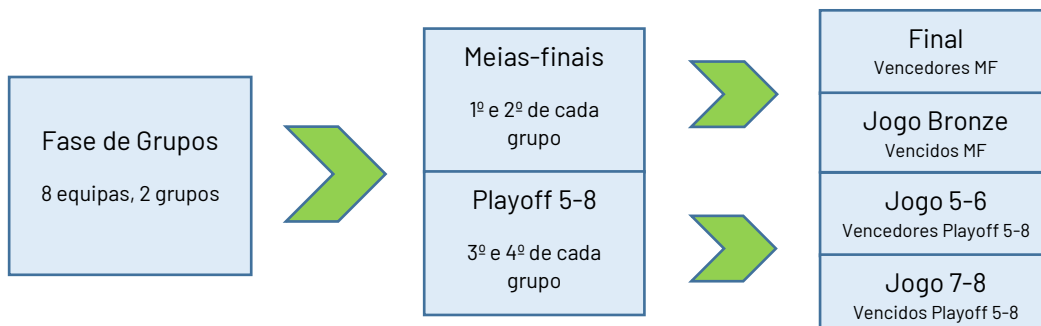 Fase de Grupos
8 equipas, 2 grupos
Meias-finais
1º e 2º de cada
grupo
Playoff 5-8
3º e 4º de cada
grupo
Final
Vencedores MF
Jogo Bronze
Vencidos MF
Jogo 5-6
Vencedores Playoff 5-8
Jogo 7-8
Vencidos Playoff 5-8